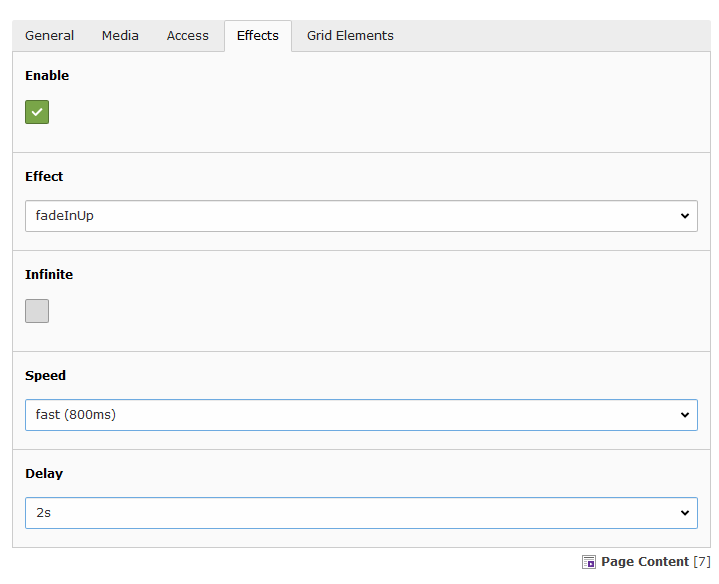 General Media Access Effects Grid Elements
Enable
Effect
fadeInUp
Infinite
Speed
fast (800ms)
Delay
2s
Page Content [7]